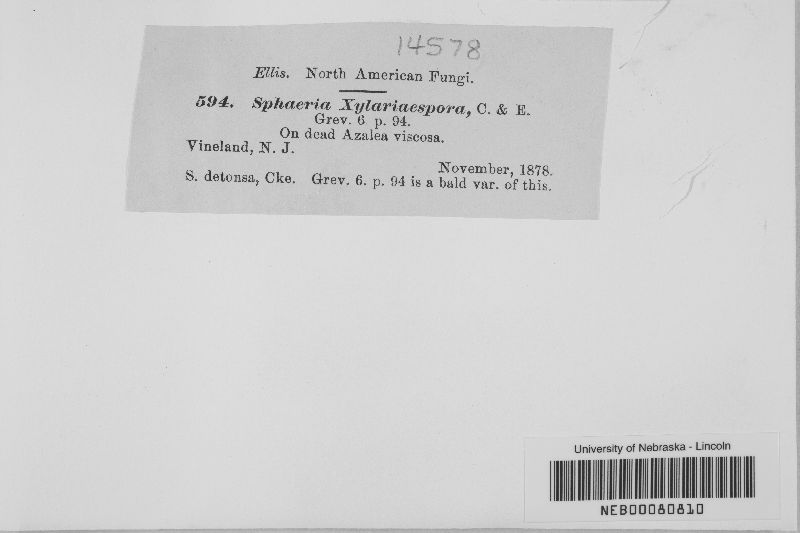 14578
Ellis. North American Fungi.
594. Sphaeria Xylariaespora, C. & E.
Grev. 6 p. 94.
On dead Azalea viscosa.
Vineland, N. J.
November, 1878.
S. detonsa, Cke. Grev. 6. p. 94 is a bald var. of this.
University of Nebraska - Lincoln
NEB00080810